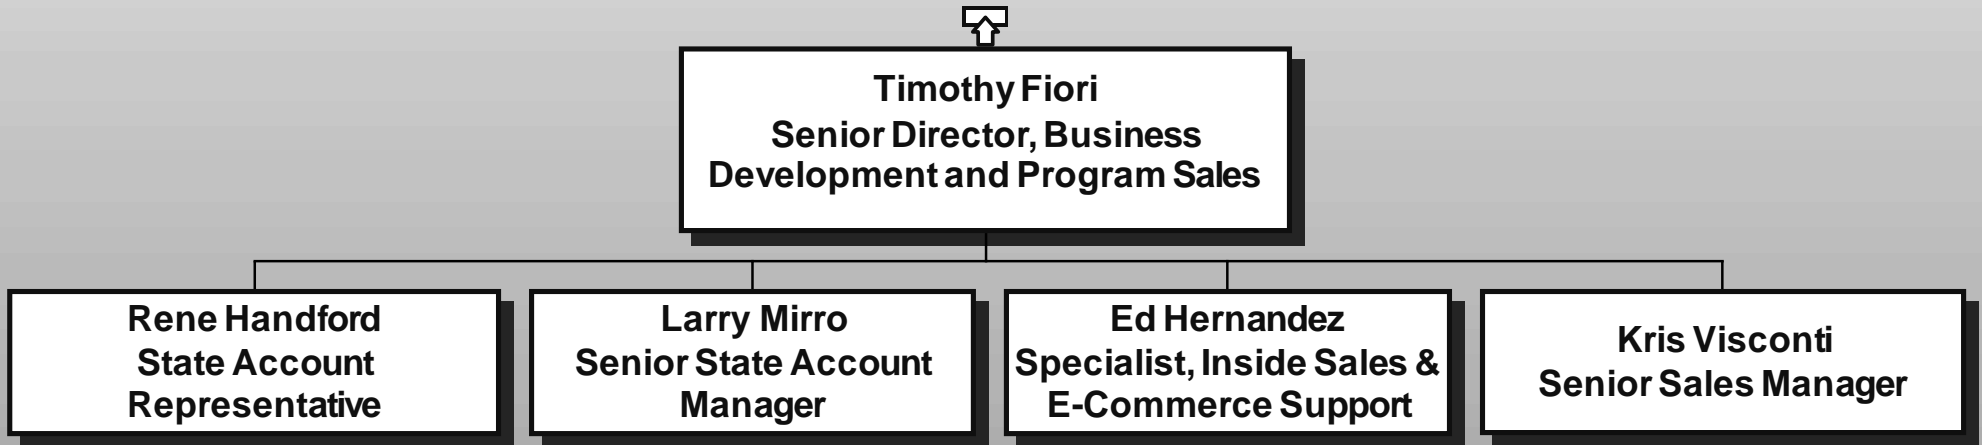 Timothy Fiori
Senior Director, Business
Development and Program Sales
Rene Handford
State Account
Representative
Larry Mirro
Senior State Account
Manager
Ed Hernandez
Specialist, Inside Sales &
E-Commerce Support
Kris Visconti
Senior Sales Manager